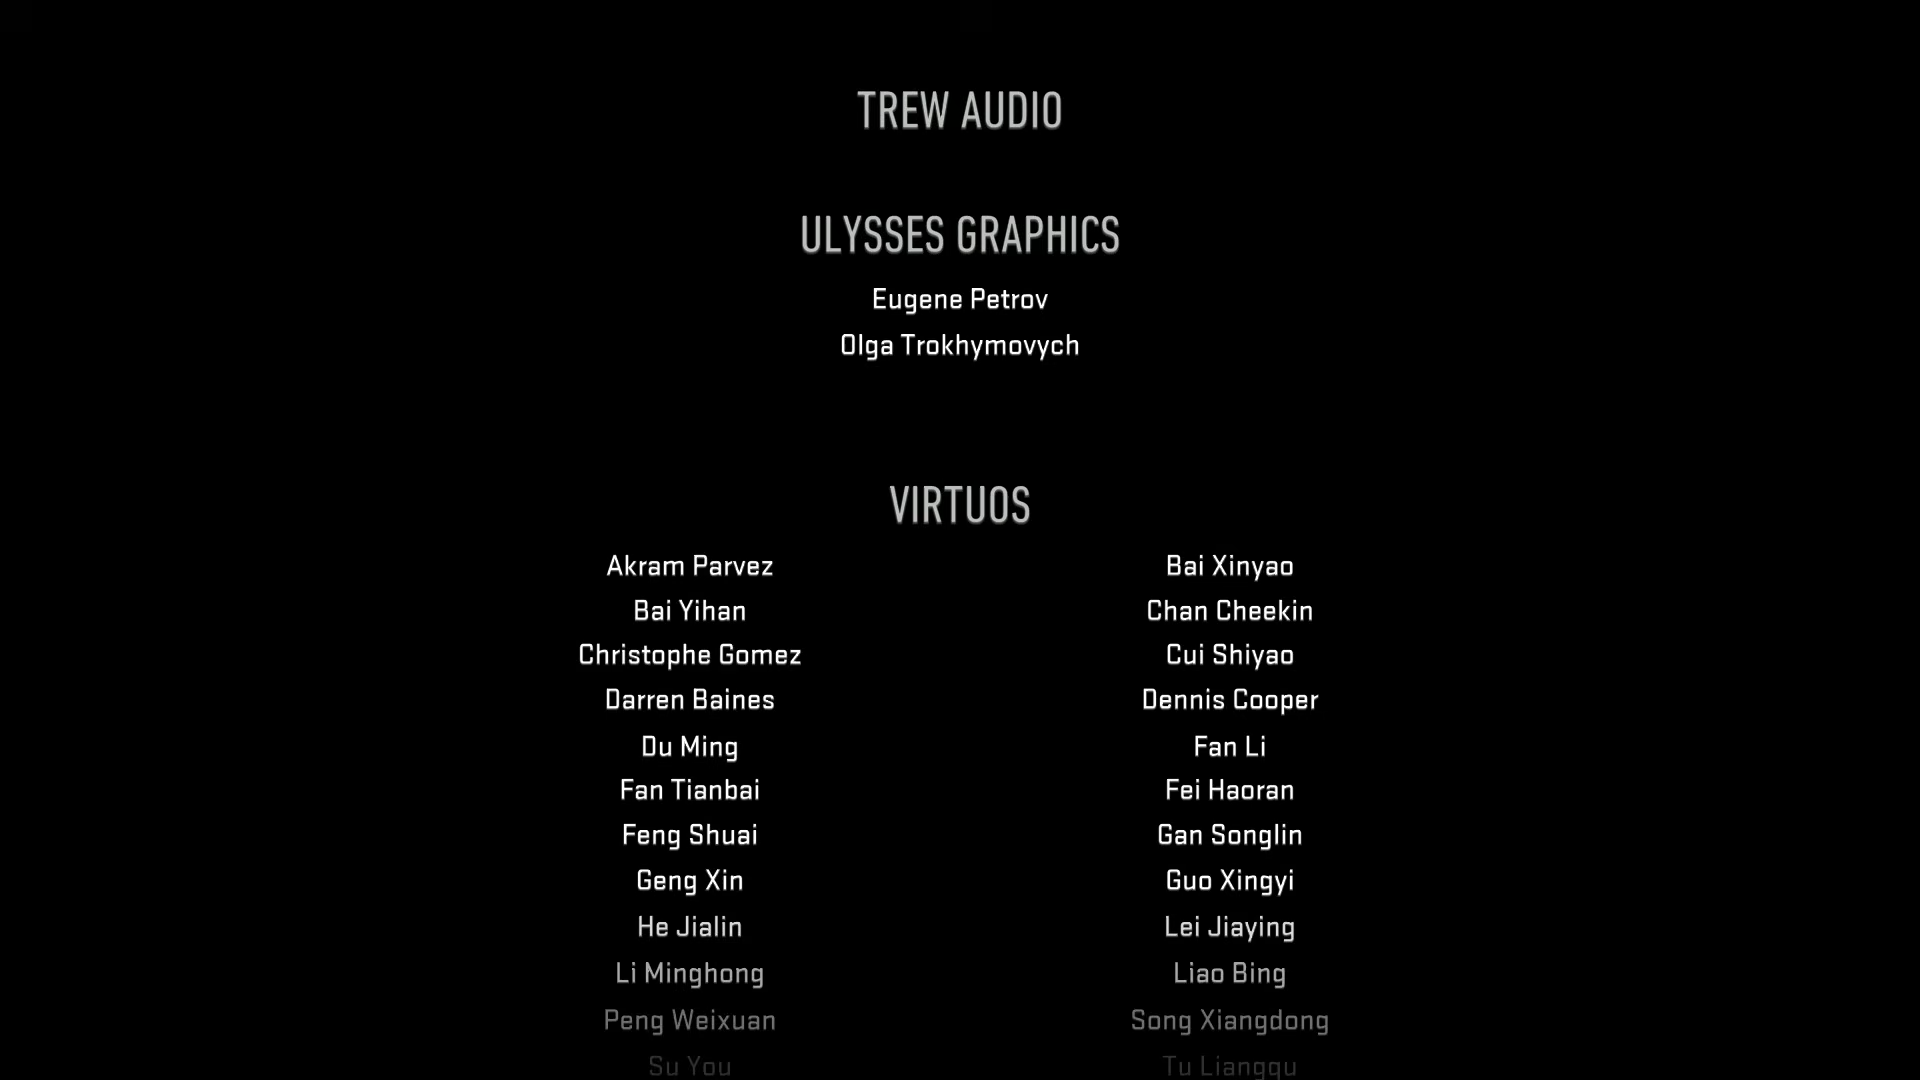 TREW AUDIO
ULYSSES GRAPHICS
Eugene Petrov
Olga Trokhymovych
VIRTUOS
Akram Parvez Bai Xinyao
Bai Yihan Chan Cheekin
Christophe Gomez Cui Shiyao
Darren Baines Dennis Cooper
Du Ming Fan Li
Fan Tianbai Fei Haoran
Feng Shuai Gan Songlin
Geng Xin Guo Xingyi
He Jialin Lei Jiaying
Li Minghong Liao Bing
Peng Weixuan Song Xiangdong
Su You Tu Liangqu